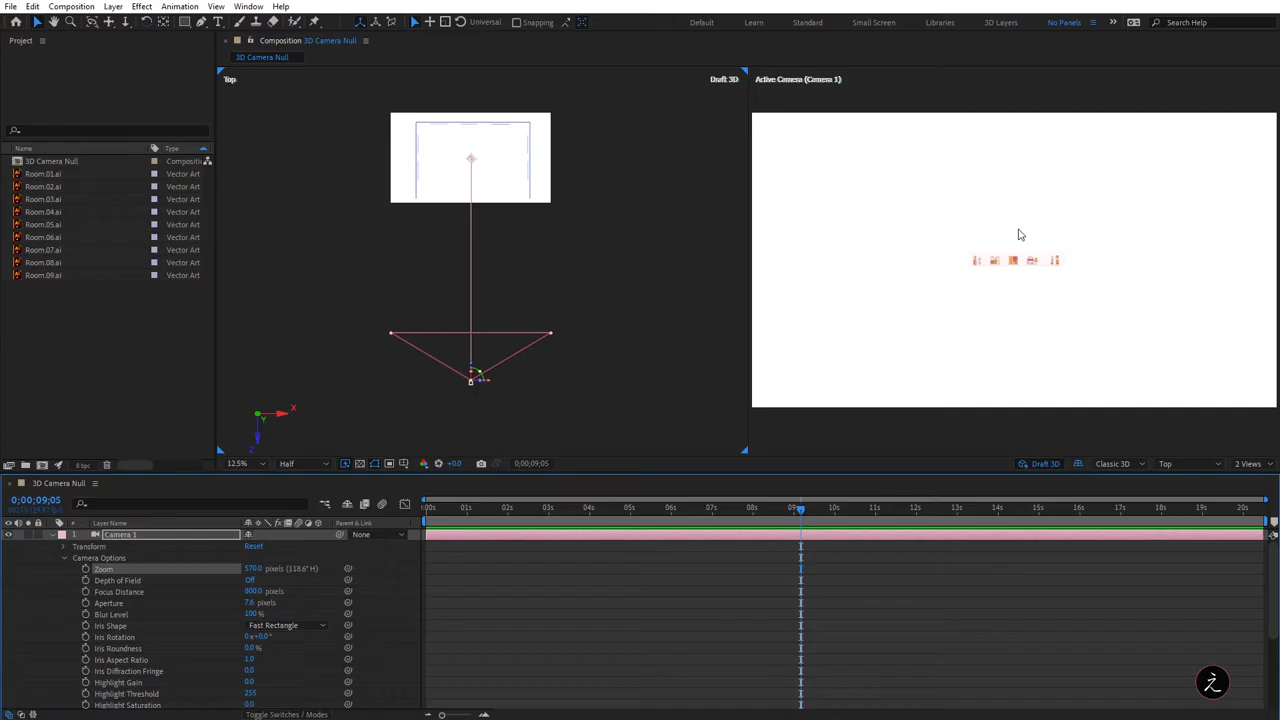 File Edit Composition Layer Effect Animation View Window Help
Universal Snapping Default Learn Standard Small Screen Libraries 3D Layers No Panels Search Help
Project
Composition 3D Camera Null
3D Camera Null
Top Draft 3D Active Camera (Camera 1)
Name Type
3D Camera Null Compositi
Room.01.ai Vector Art
Room.02.ai Vector Art
Room.03.ai Vector Art
Room.04.ai Vector Art
Room.05.ai Vector Art
Room.06.ai Vector Art
Room.07.ai Vector Art
Room.08.ai Vector Art
Room.09.ai Vector Art
X
Y
Z
8 bpc 12.5% Half +0.0 0;00;09;05 Draft 3D Classic 3D Top 2 Views
3D Camera Null
0;00;09;05
:00s 01s 02s 03s 04s 05s 06s 07s 08s 09s 10s 11s 12s 13s 14s 15s 16s 17s 18s 19s 20s
# Layer Name Parent & Link
1 Camera 1 None
Transform Reset
Camera Options
Zoom 570.0 pixels (118.6° H)
Depth of Field Off
Focus Distance 800.0 pixels
Aperture 7.6 pixels
Blur Level 100 %
Iris Shape Fast Rectangle
Iris Rotation 0x+0.0°
Iris Roundness 0.0 %
Iris Aspect Ratio 1.0
Iris Diffraction Fringe 0.0
Highlight Gain 0.0
Highlight Threshold 255
Highlight Saturation 0.0
Toggle Switches / Modes